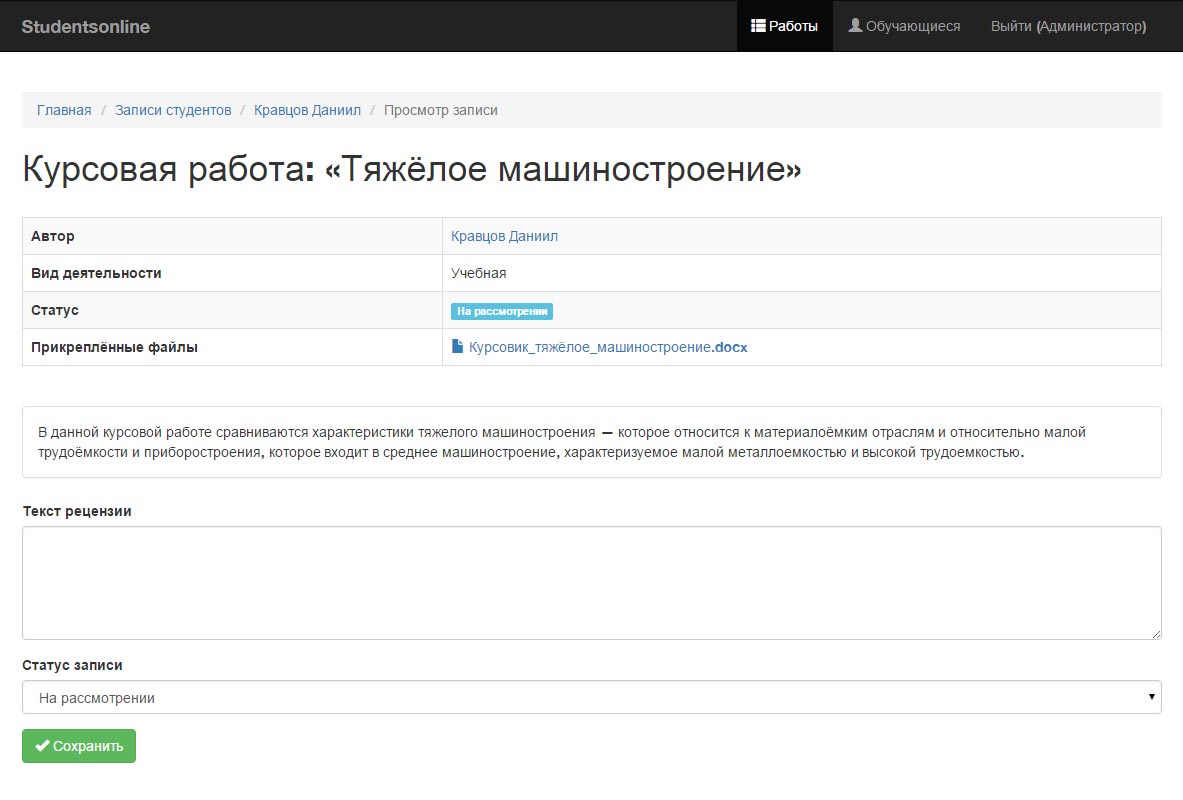 Studentsonline Работы Обучающиеся Выйти (Администратор)
Главная / Записи студентов / Кравцов Даниил / Просмотр записи
Курсовая работа: «Тяжёлое машиностроение»
Автор Кравцов Даниил
Вид деятельности Учебная
Статус На рассмотрении
Прикреплённые файлы Курсовик_тяжёлое_машиностроение.docx
В данной курсовой работе сравниваются характеристики тяжелого машиностроения — которое относится к материалоёмким отраслям и относительно малой
трудоёмкости и приборостроения, которое входит в среднее машиностроение, характеризуемое малой металлоемкостью и высокой трудоемкостью.
Текст рецензии
Статус записи
На рассмотрении
Сохранить